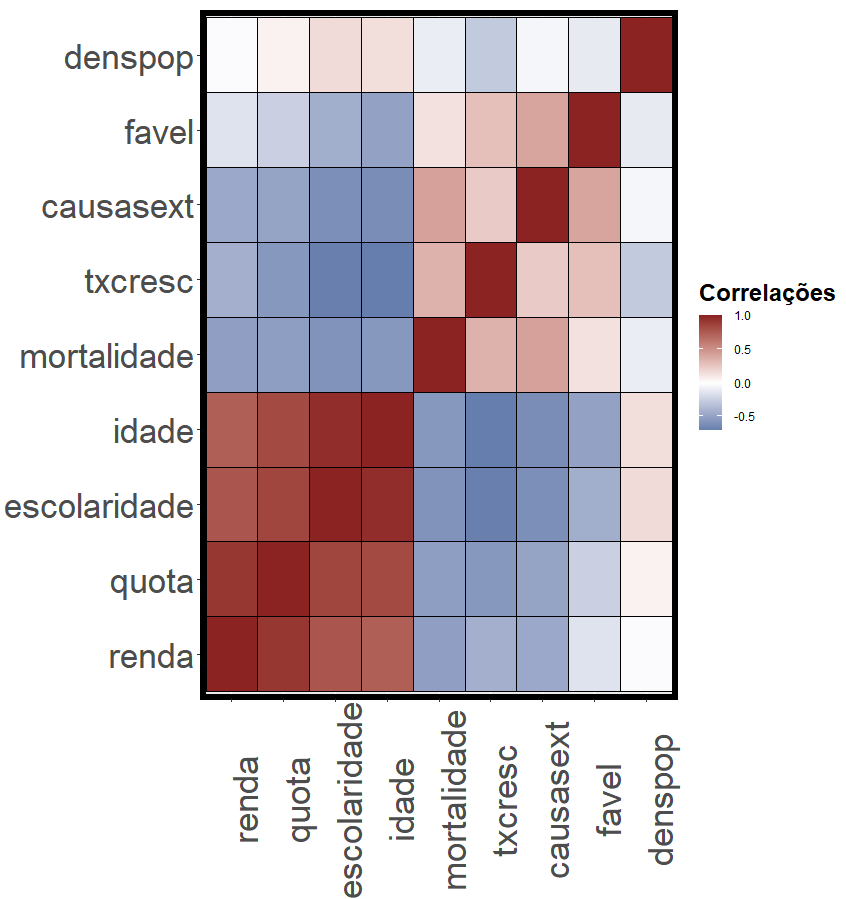 denspop
favel
causasext
txcresc
mortalidade
idade
escolaridade
quota
renda
renda
quota
escolaridade
idade
mortalidade
txcresc
causasext
favel
denspop
Correlações
1.0
0.5
0.0
-0.5